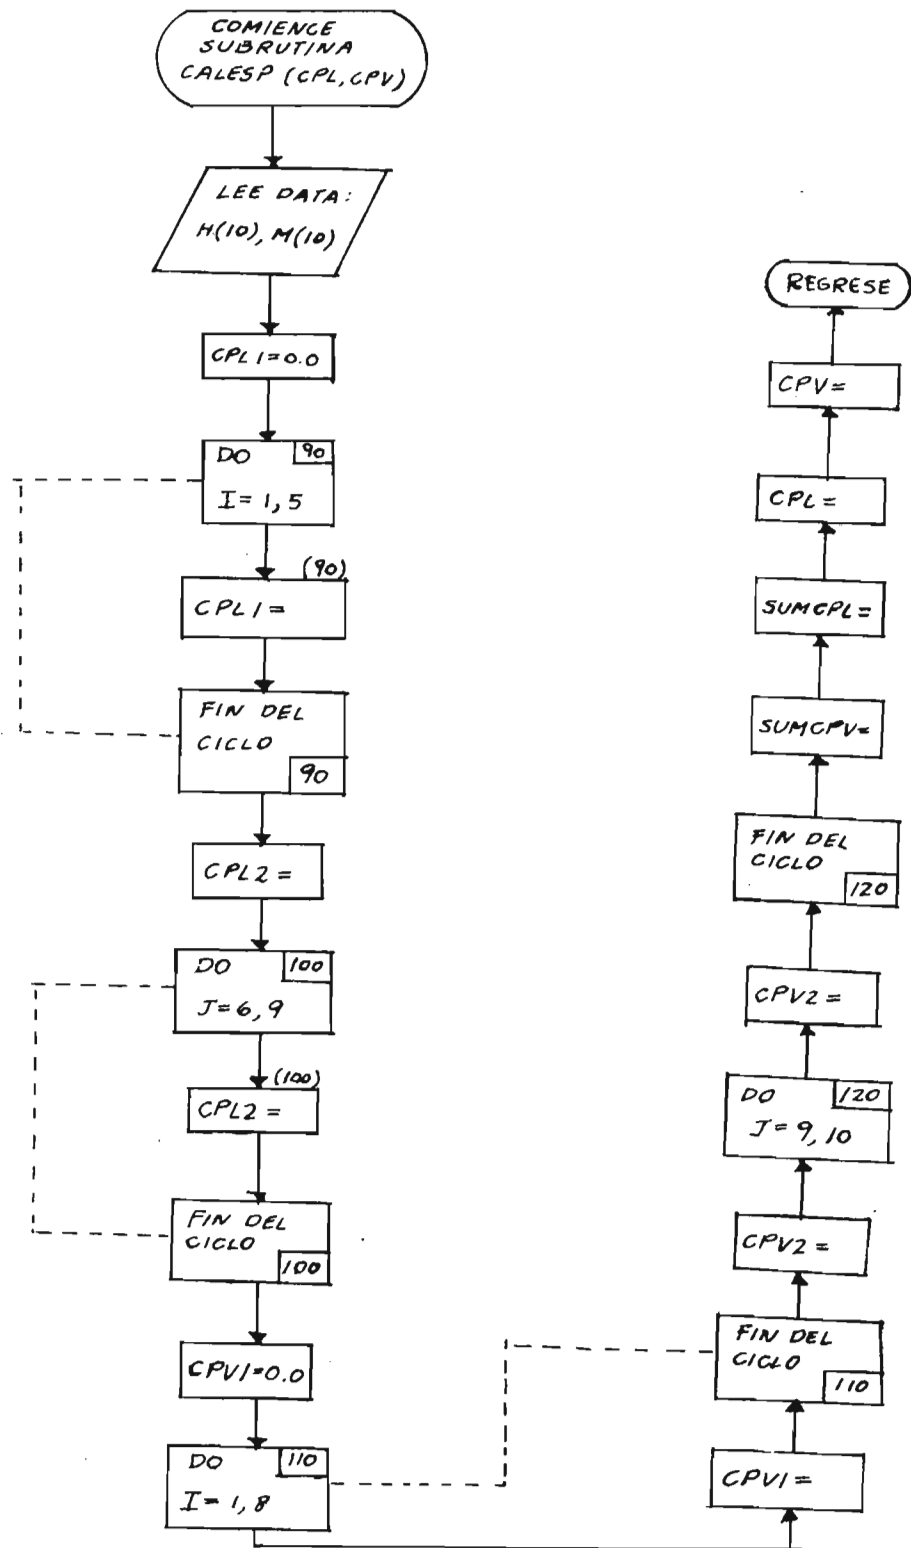 COMIENCE
SUBRUTINA
CALESP (CPL, CPV)
LEE DATA:
H(10), M(10)
CPL1=0.0
DO 90
I= 1, 5
(90)
CPL1=
FIN DEL
CICLO
90
CPL2=
DO 100
J=6, 9
(100)
CPL2=
FIN DEL
CICLO
100
CPV1=0.0
DO 110
I= 1, 8
CPV1=
FIN DEL
CICLO
110
CPV2=
DO 120
J= 9, 10
CPV2=
FIN DEL
CICLO
120
SUMCPV=
SUMCPL=
CPL=
CPV=
REGRESE